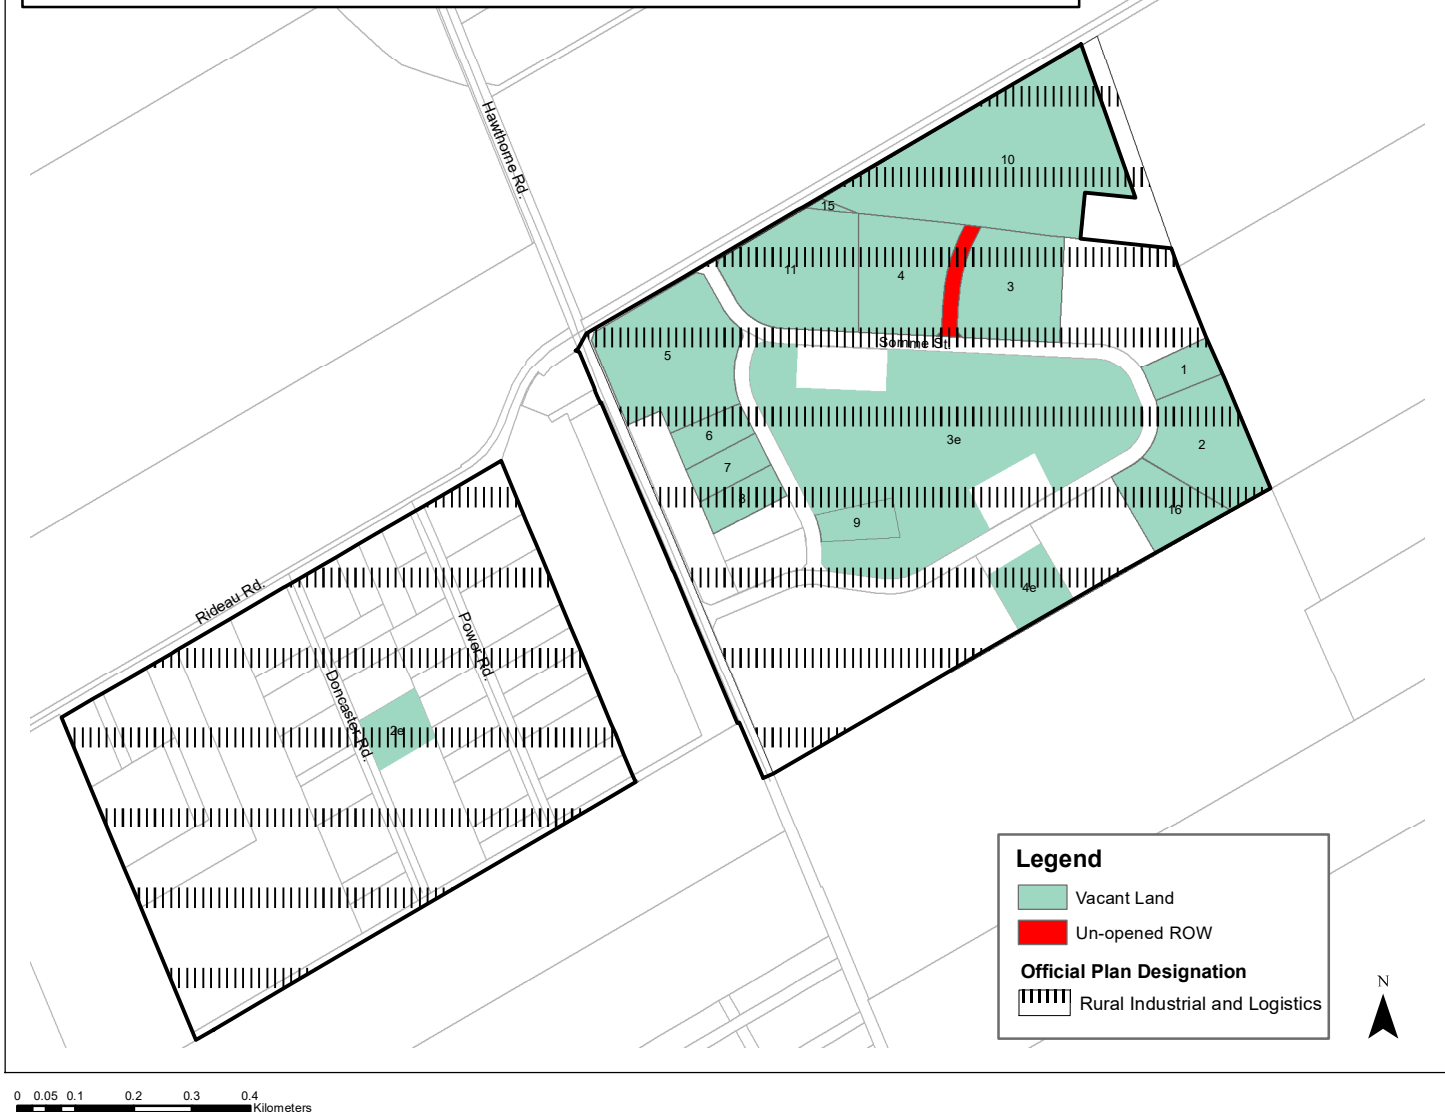 Hawthorne Rd.
10
15
11
4
3
Somme St.
5
1
3e
6
2
7
8
9
16
4e
Rideau Rd.
Power Rd.
Doncaster Rd.
2e
Legend
Vacant Land
Un-opened ROW
Official Plan Designation
Rural Industrial and Logistics
N
0 0.05 0.1 0.2 0.3 0.4
Kilometers